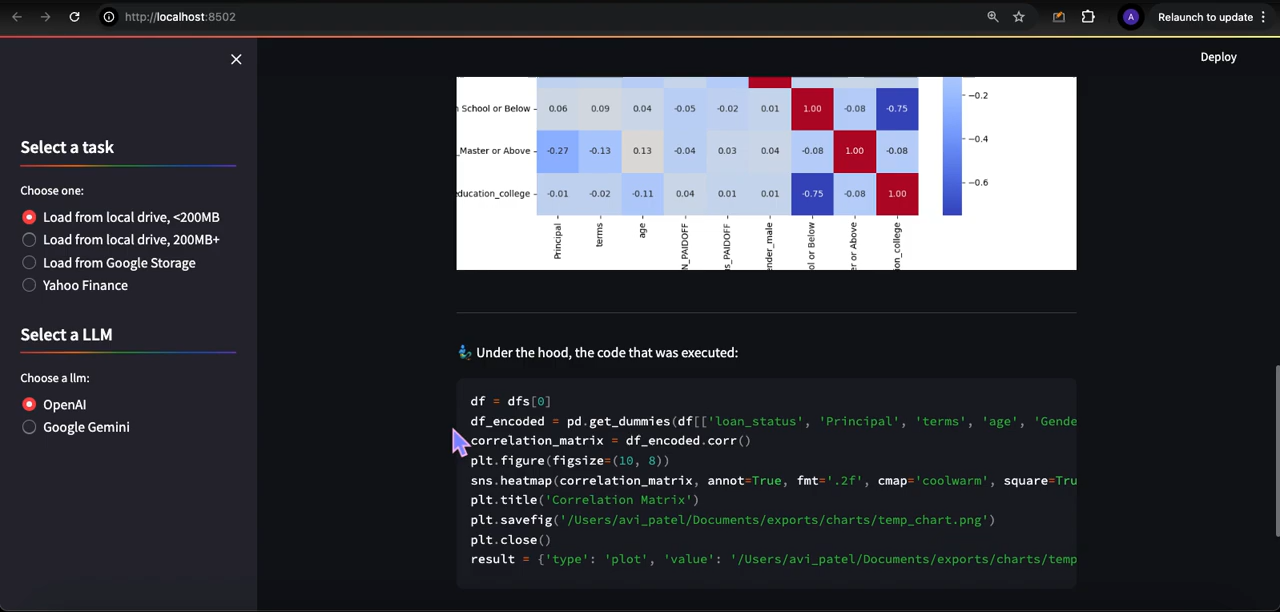 http://localhost:8502
A
Relaunch to update
Deploy
Select a task
Choose one:
Load from local drive, <200MB
Load from local drive, 200MB+
Load from Google Storage
Yahoo Finance
Select a LLM
Choose a llm:
OpenAI
Google Gemini
School or Below 0.06 0.09 0.04 -0.05 -0.02 0.01 1.00 -0.08 -0.75
_Master or Above -0.27 -0.13 0.13 -0.04 0.03 0.04 -0.08 1.00 -0.08
education_college -0.01 -0.02 -0.11 0.04 0.01 0.01 -0.75 -0.08 1.00
Principal
terms
age
N_PAIDOFF
s_PAIDOFF
ender_male
ol or Below
er or Above
on_college
-0.2
-0.4
-0.6
Under the hood, the code that was executed:
df = dfs[0]
df_encoded = pd.get_dummies(df[['loan_status', 'Principal', 'terms', 'age', 'Gende
correlation_matrix = df_encoded.corr()
plt.figure(figsize=(10, 8))
sns.heatmap(correlation_matrix, annot=True, fmt='.2f', cmap='coolwarm', square=Tru
plt.title('Correlation Matrix')
plt.savefig('/Users/avi_patel/Documents/exports/charts/temp_chart.png')
plt.close()
result = {'type': 'plot', 'value': '/Users/avi_patel/Documents/exports/charts/temp